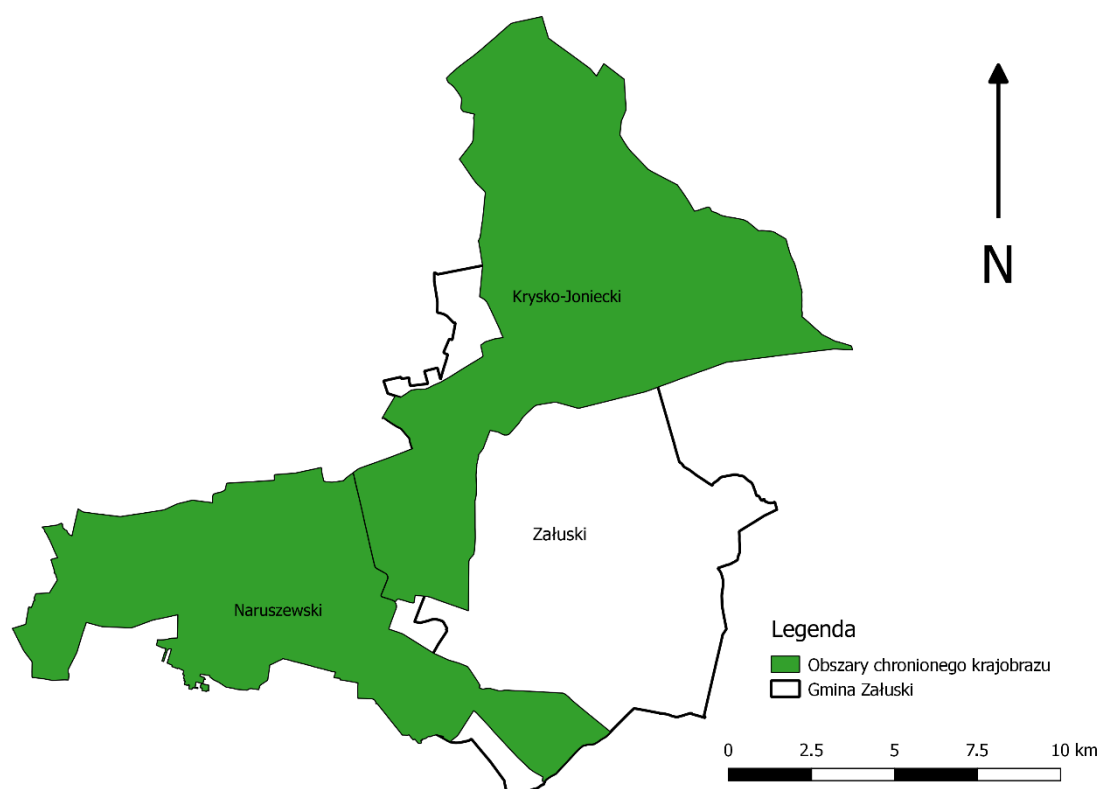 N
Krysko-Joniecki
Załuski
Naruszewski
Legenda
Obszary chronionego krajobrazu
Gmina Załuski
0 2.5 5 7.5 10 km